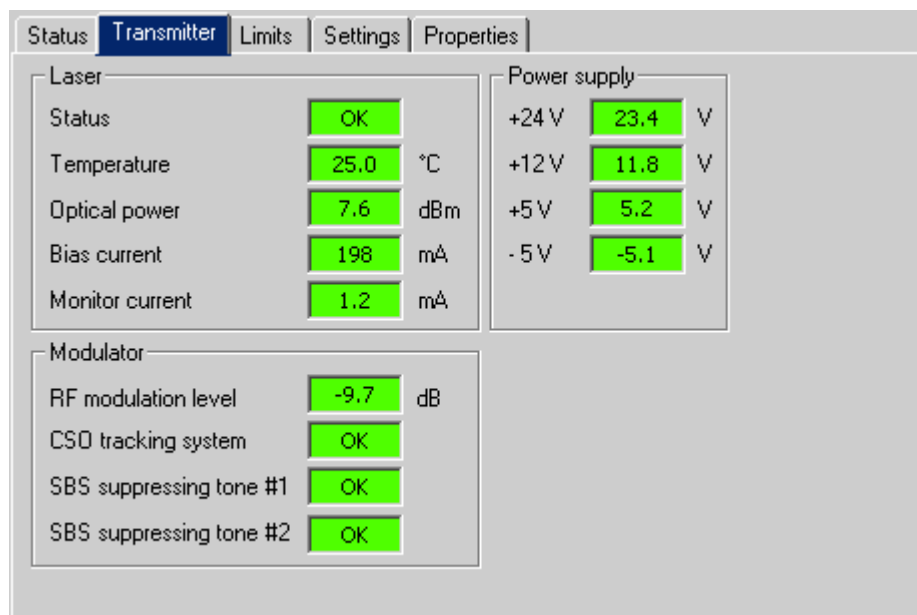 Status Transmitter Limits Settings Properties
Laser
Status OK
Temperature 25.0 °C
Optical power 7.6 dBm
Bias current 198 mA
Monitor current 1.2 mA
Power supply
+24 V 23.4 V
+12 V 11.8 V
+5 V 5.2 V
- 5 V -5.1 V
Modulator
RF modulation level -9.7 dB
CSO tracking system OK
SBS suppressing tone #1 OK
SBS suppressing tone #2 OK